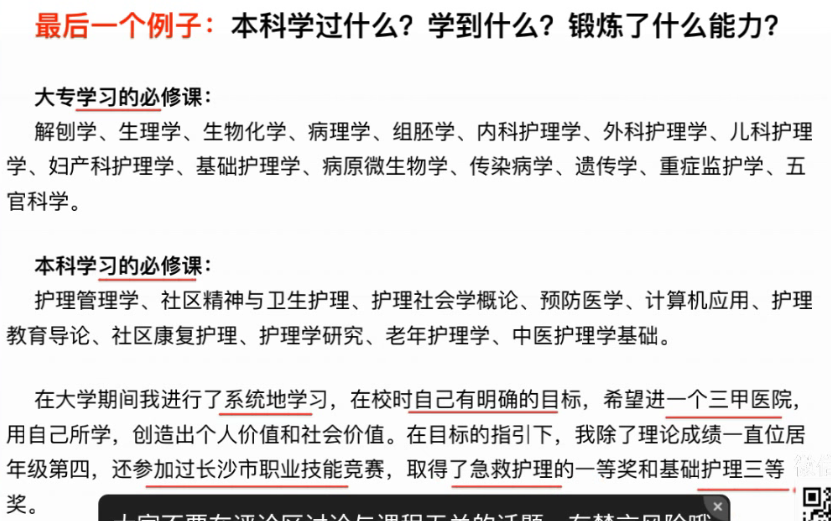 最后一个例子：本科学过什么？学到什么？锻炼了什么能力？
大专学习的必修课：
解刨学、生理学、生物化学、病理学、组胚学、内科护理学、外科护理学、儿科护理
学、妇产科护理学、基础护理学、病原微生物学、传染病学、遗传学、重症监护学、五
官科学。
本科学习的必修课：
护理管理学、社区精神与卫生护理、护理社会学概论、预防医学、计算机应用、护理
教育导论、社区康复护理、护理学研究、老年护理学、中医护理学基础。
在大学期间我进行了系统地学习，在校时自己有明确的目标，希望进一个三甲医院，
用自己所学，创造出个人价值和社会价值。在目标的指引下，我除了理论成绩一直位居
年级第四，还参加过长沙市职业技能竞赛，取得了急救护理的一等奖和基础护理三等
奖。